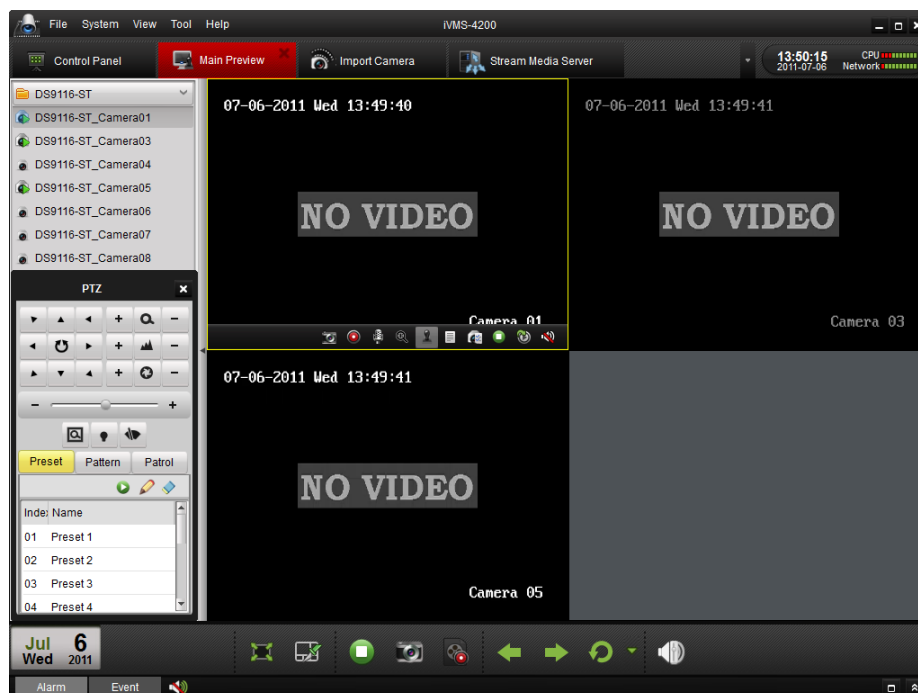 File System View Tool Help iVMS-4200
Control Panel Main Preview Import Camera Stream Media Server 13:50:15 CPU
2011-07-06 Network
DS9116-ST
DS9116-ST_Camera01
DS9116-ST_Camera03
DS9116-ST_Camera04
DS9116-ST_Camera05
DS9116-ST_Camera06
DS9116-ST_Camera07
DS9116-ST_Camera08
07-06-2011 Wed 13:49:40
NO VIDEO
Camera 01
07-06-2011 Wed 13:49:41
NO VIDEO
Camera 03
PTZ
Preset Pattern Patrol
Index Name
01 Preset 1
02 Preset 2
03 Preset 3
04 Preset 4
07-06-2011 Wed 13:49:41
NO VIDEO
Camera 05
Jul 6
Wed 2011
Alarm Event